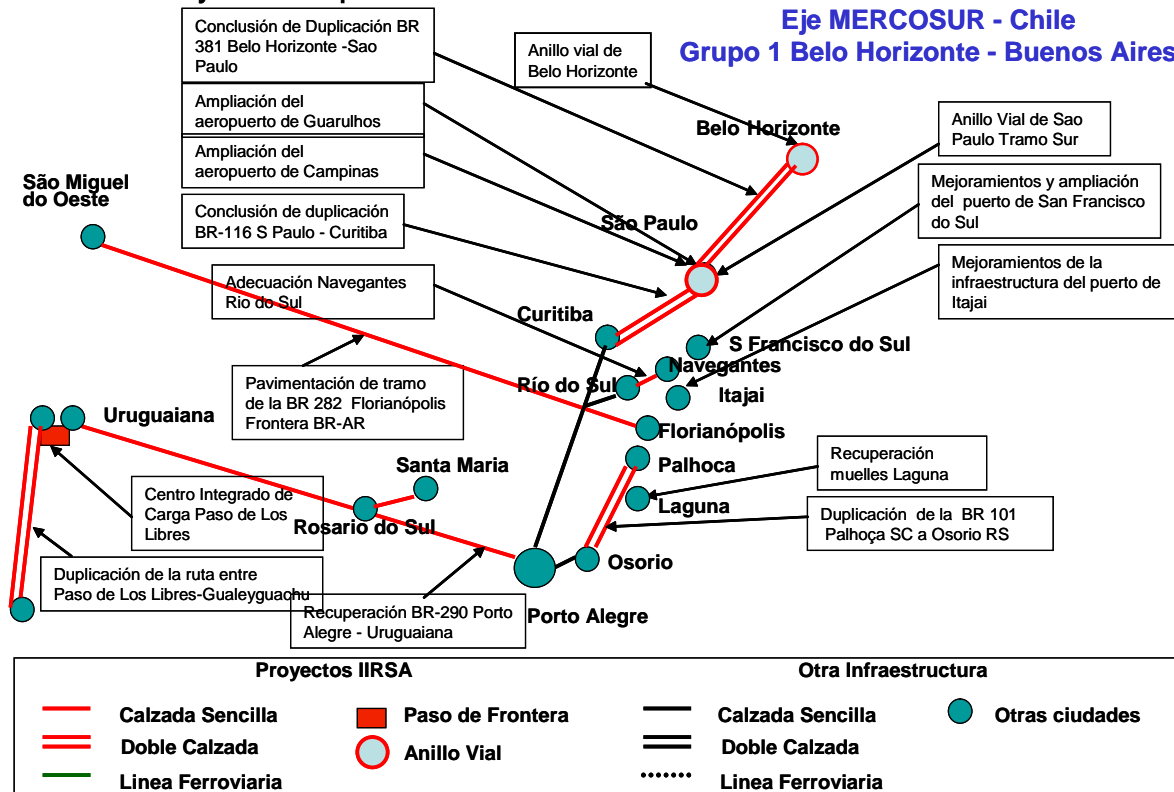 Eje MERCOSUR - Chile
Grupo 1 Belo Horizonte - Buenos Aires
Conclusión de Duplicación BR
381 Belo Horizonte -Sao
Paulo
Anillo vial de
Belo Horizonte
Ampliación del
aeropuerto de Guarulhos
Ampliación del
aeropuerto de Campinas
Conclusión de duplicación
BR-116 S Paulo - Curitiba
Belo Horizonte
Anillo Vial de Sao
Paulo Tramo Sur
Mejoramientos y ampliación
del puerto de San Francisco
do Sul
São Miguel
do Oeste
São Paulo
Adecuación Navegantes
Rio do Sul
Mejoramientos de la
infraestructura del puerto de
Itajai
Curitiba
S Francisco do Sul
Navegantes
Río do Sul
Itajai
Pavimentación de tramo
de la BR 282 Florianópolis
Frontera BR-AR
Uruguaiana
Florianópolis
Santa Maria
Palhoca
Recuperación
muelles Laguna
Centro Integrado de
Carga Paso de Los
Libres
Rosario do Sul
Laguna
Duplicación de la BR 101
Palhoça SC a Osorio RS
Osorio
Duplicación de la ruta entre
Paso de Los Libres-Gualeyguachu
Recuperación BR-290 Porto
Alegre - Uruguaiana
Porto Alegre
Proyectos IIRSA
Otra Infraestructura
Calzada Sencilla
Paso de Frontera
Calzada Sencilla
Otras ciudades
Doble Calzada
Anillo Vial
Doble Calzada
Linea Ferroviaria
Linea Ferroviaria